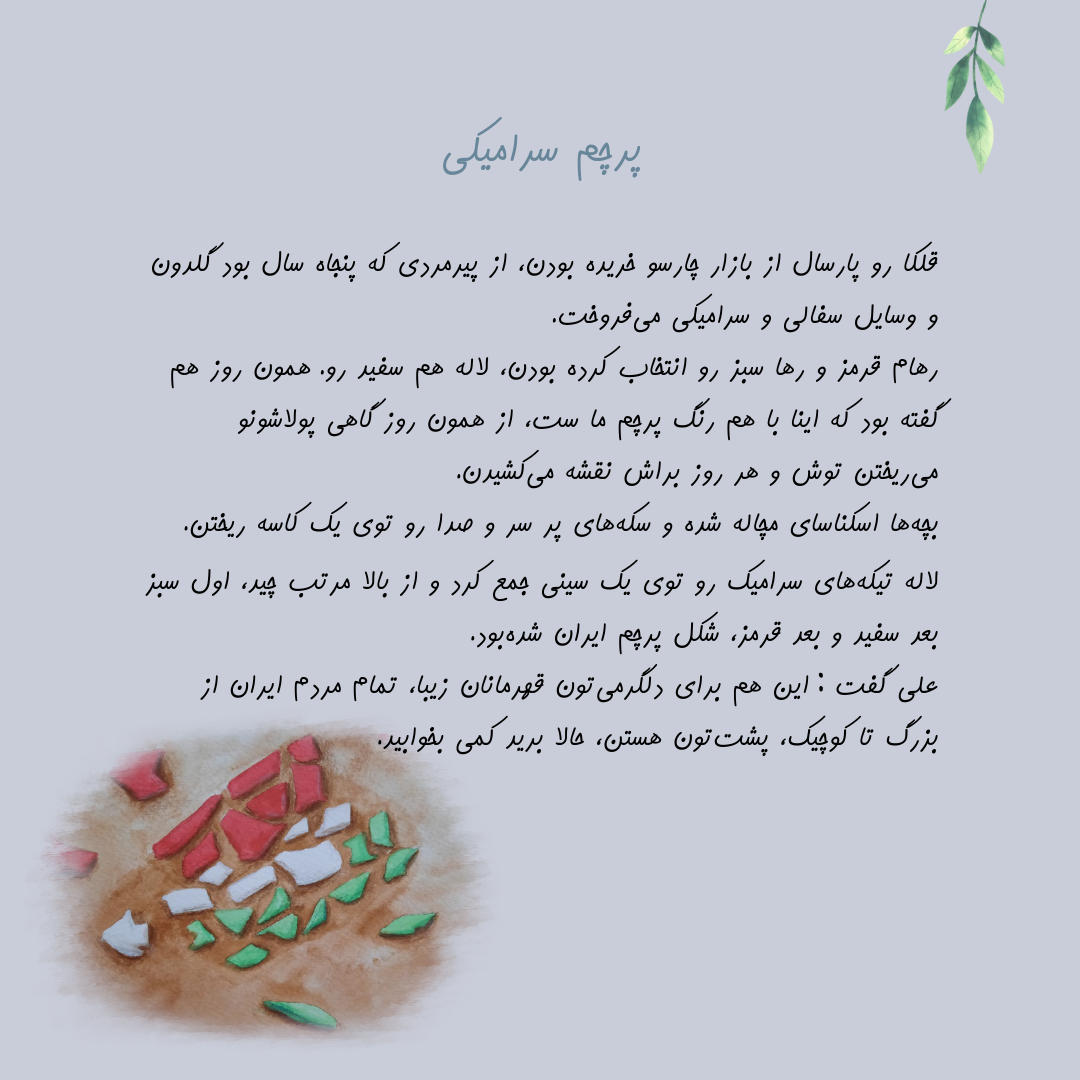 پرچم سرامیکی
قلکا رو پارسال از بازار چارسو خریده بودن، از پیرمردی که پنجاه سال بود گلدون
و وسایل سفالی و سرامیکی می‌فروخت.
رهام قرمز و رها سبز رو انتخاب کرده بودن، لاله هم سفید رو. همون روز هم
گفته بود که اینا با هم رنگ پرچم ما ست، از همون روز گاهی پولاشونو
می‌ریختن توش و هر روز براش نقشه می‌کشیدن.
بچه‌ها اسکناسای مچاله شده و سکه‌های پر سر و صدا رو توی یک کاسه ریختن.
لاله تیکه‌های سرامیک رو توی یک سینی جمع کرد و از بالا مرتب چید، اول سبز
بعد سفید و بعد قرمز، شکل پرچم ایران شده‌بود.
علی گفت : این هم برای دلگرمی‌تون قهرمانان زیبا، تمام مردم ایران از
بزرگ تا کوچیک، پشت‌تون هستن، حالا برید کمی بخوابید.